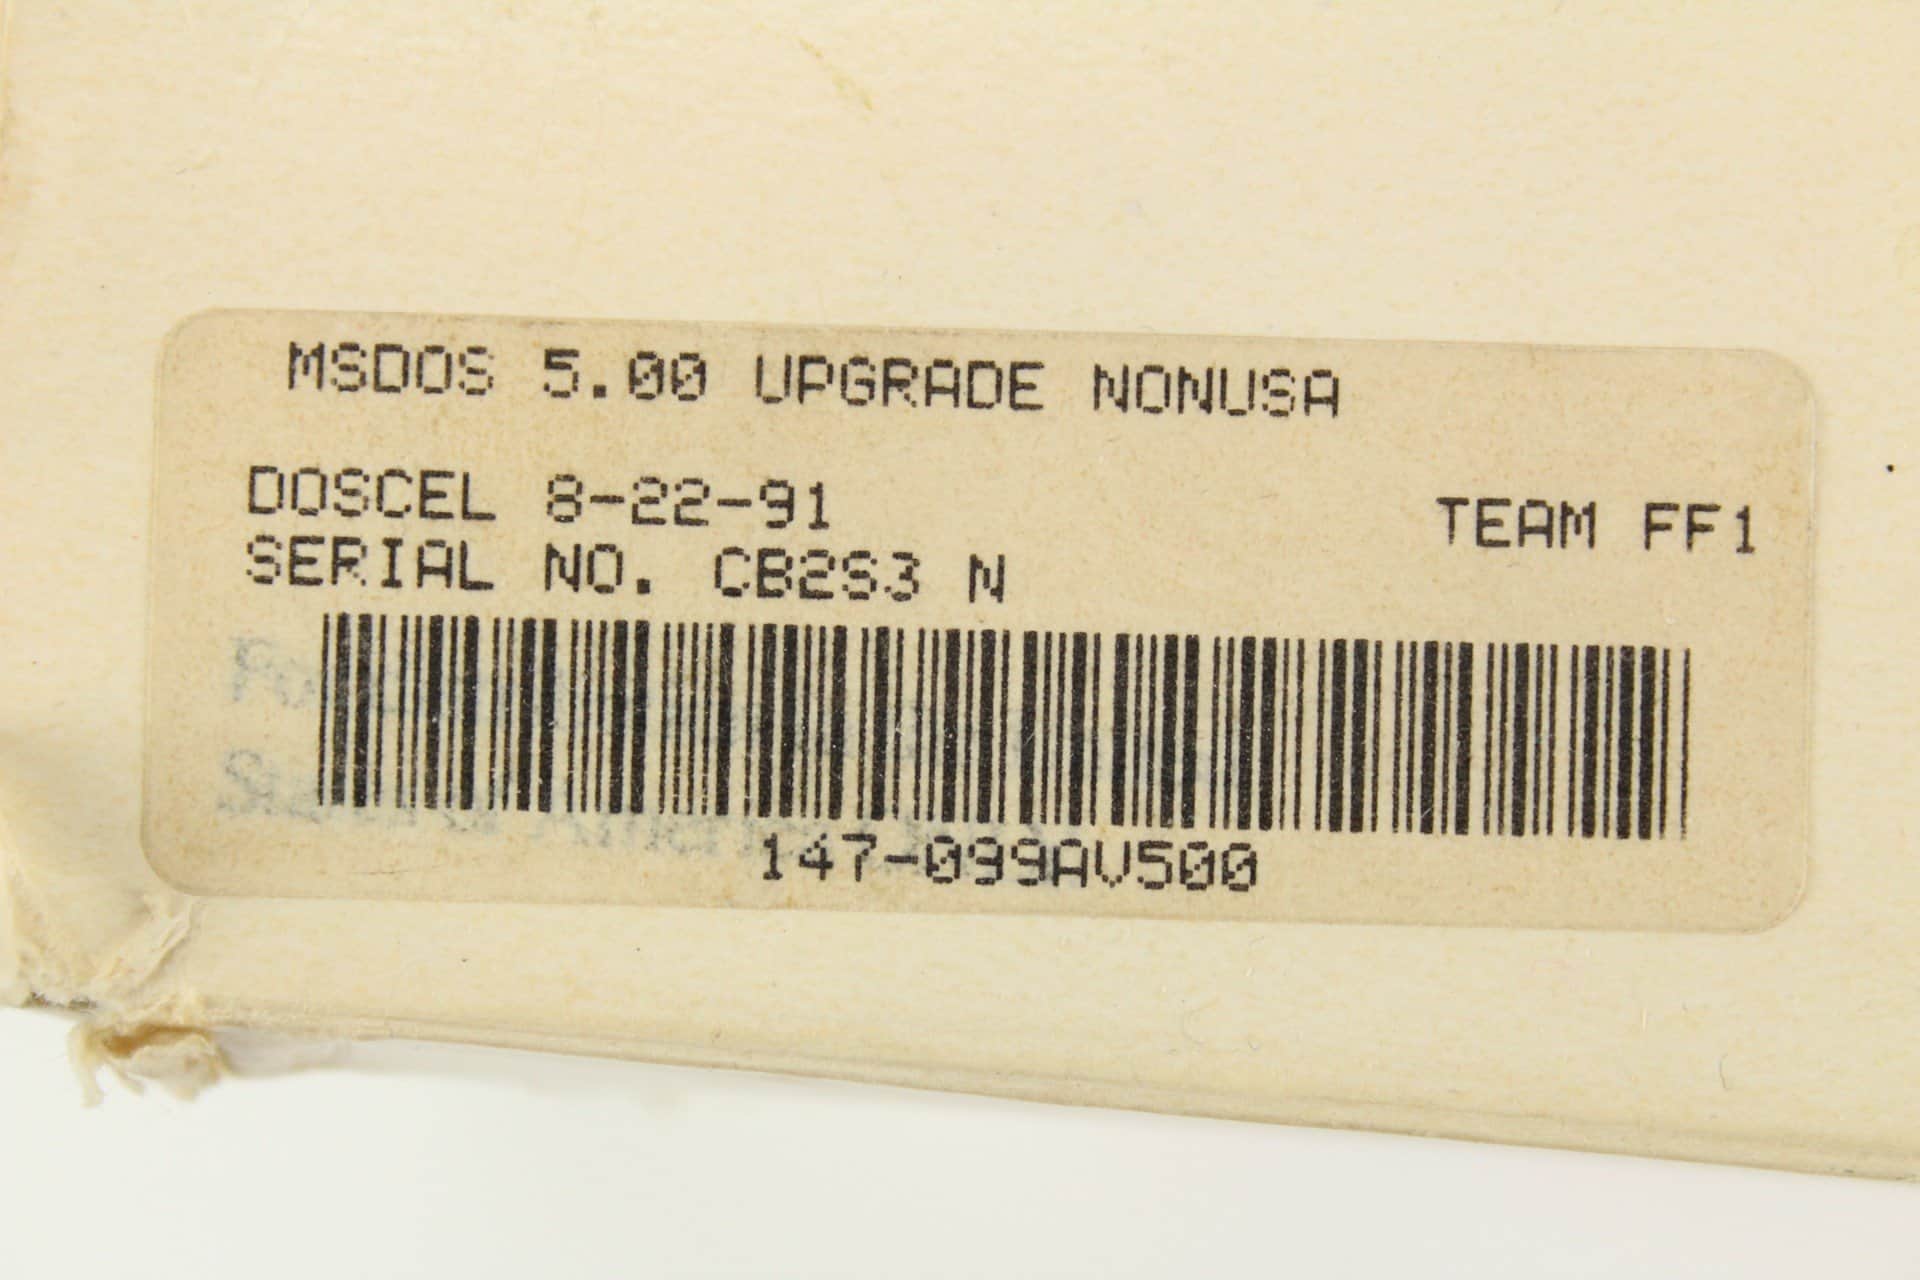 MSDOS 5.00 UPGRADE NONUSA
DOSCEL 8-22-91 TEAM FF1
SERIAL NO. CB2S3 N
147-099AV500